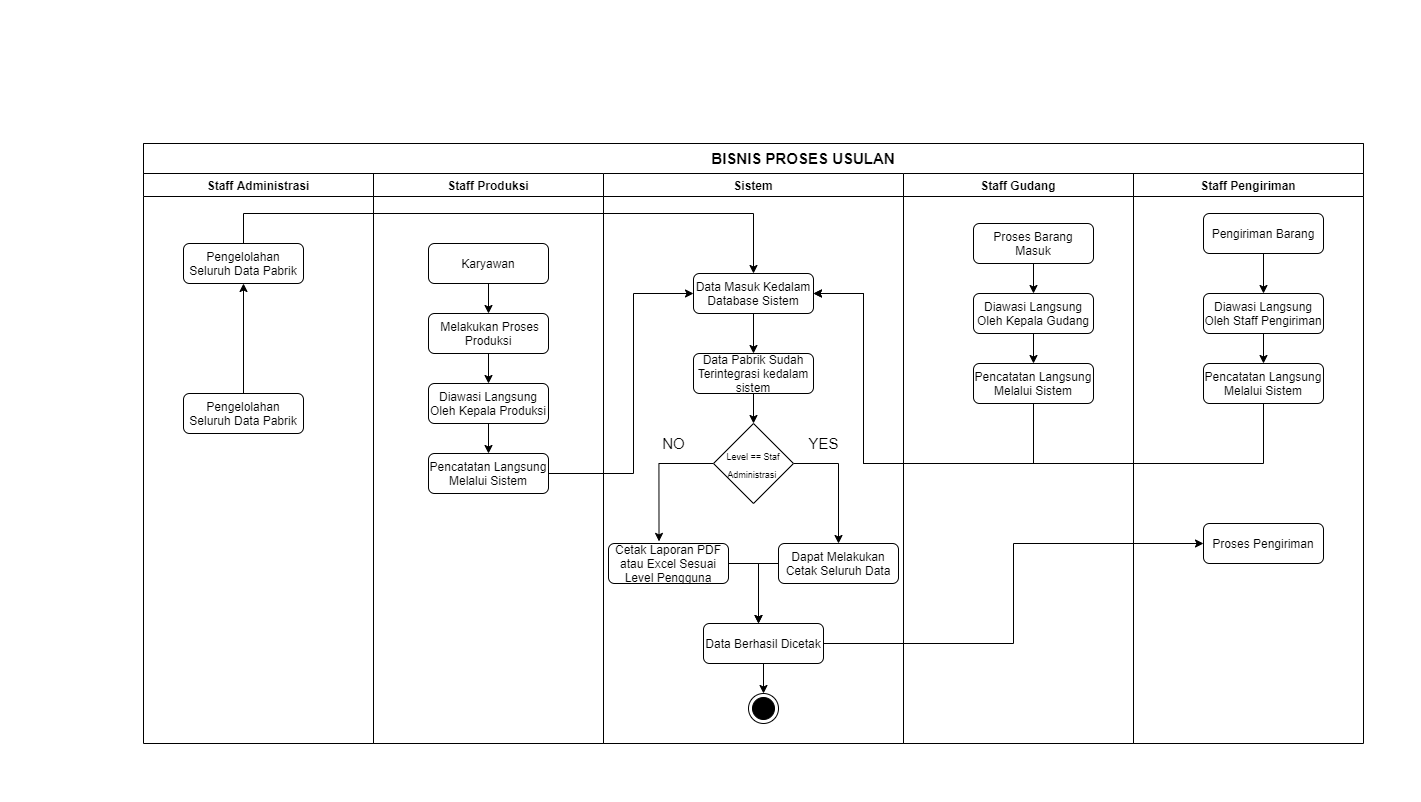 BISNIS PROSES USULAN
Staff Administrasi
Staff Produksi
Sistem
Staff Gudang
Staff Pengiriman
Pengelolahan
Seluruh Data Pabrik
Pengelolahan
Seluruh Data Pabrik
Karyawan
Melakukan Proses
Produksi
Diawasi Langsung
Oleh Kepala Produksi
Pencatatan Langsung
Melalui Sistem
Data Masuk Kedalam
Database Sistem
Data Pabrik Sudah
Terintegrasi kedalam
sistem
NO
YES
Level == Staf
Administrasi
Cetak Laporan PDF
atau Excel Sesuai
Level Pengguna
Dapat Melakukan
Cetak Seluruh Data
Data Berhasil Dicetak
Proses Barang
Masuk
Diawasi Langsung
Oleh Kepala Gudang
Pencatatan Langsung
Melalui Sistem
Pengiriman Barang
Diawasi Langsung
Oleh Staff Pengiriman
Pencatatan Langsung
Melalui Sistem
Proses Pengiriman